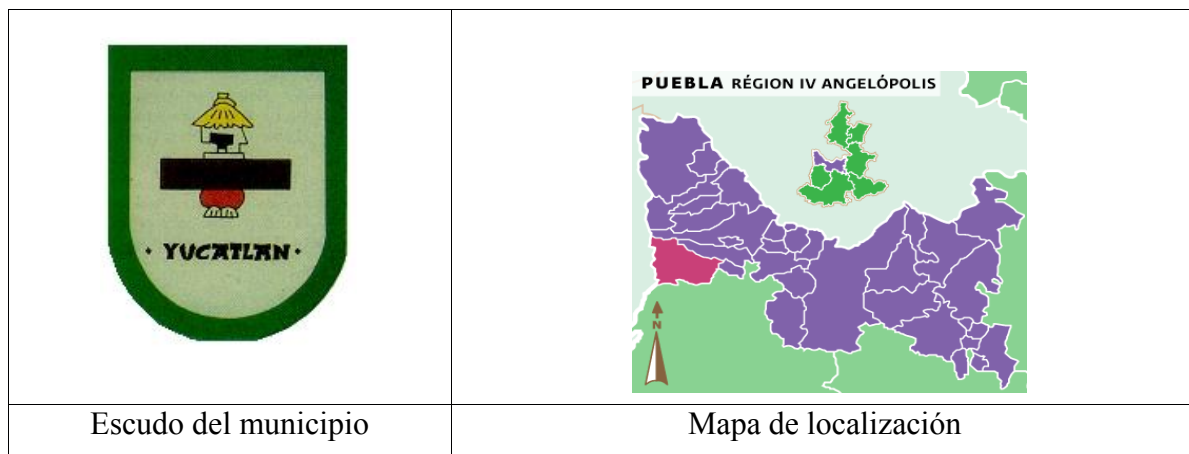 PUEBLA RÉGION IV ANGELÓPOLIS
· YUCATLAN ·
N
Escudo del municipio
Mapa de localización